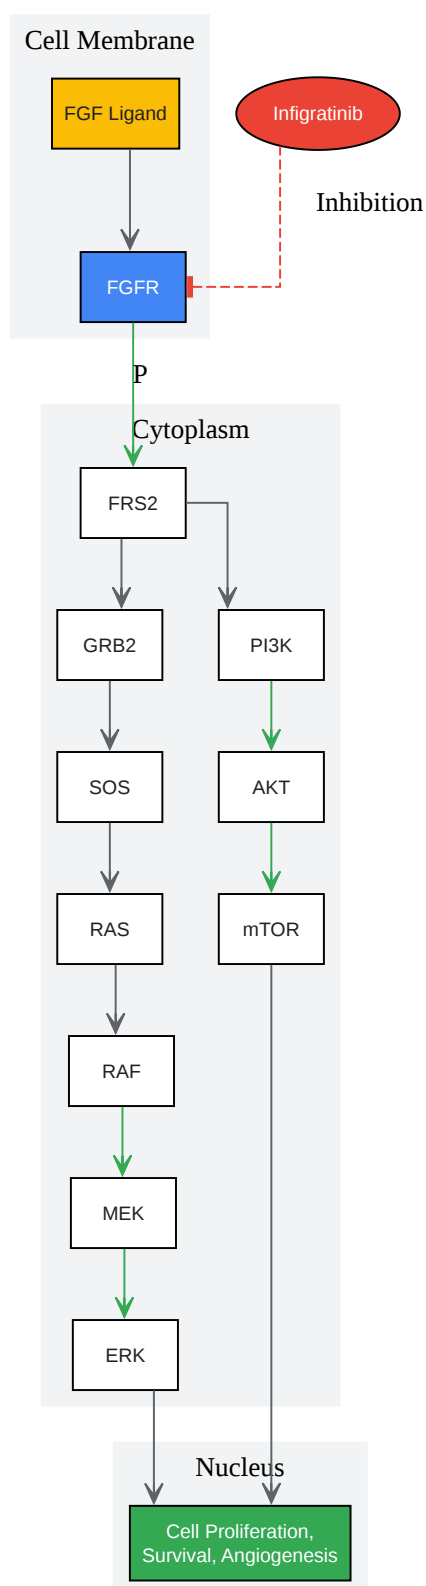 Cell Membrane
FGF Ligand
Infigratinib
Inhibition
FGFR
P
Cytoplasm
FRS2
GRB2
PI3K
SOS
AKT
RAS
mTOR
RAF
MEK
ERK
Nucleus
Cell Proliferation,
Survival, Angiogenesis